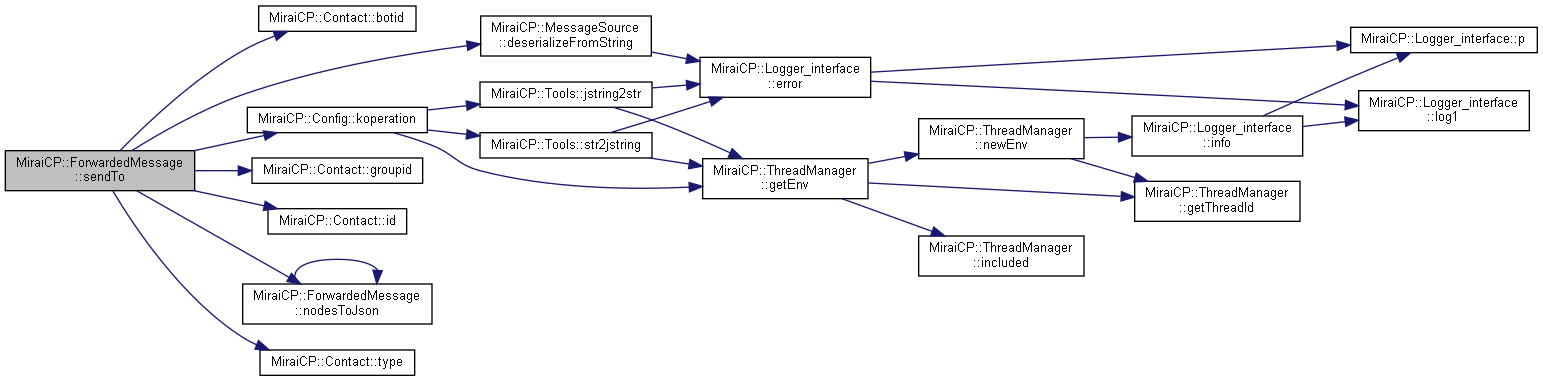 MiraiCP::ForwardedMessage
::sendTo
MiraiCP::Contact::botid
MiraiCP::MessageSource
::deserializeFromString
MiraiCP::Config::koperation
MiraiCP::Contact::groupid
MiraiCP::Contact::id
MiraiCP::ForwardedMessage
::nodesToJson
MiraiCP::Contact::type
MiraiCP::Tools::jstring2str
MiraiCP::Tools::str2jstring
MiraiCP::Logger_interface
::error
MiraiCP::ThreadManager
::getEnv
MiraiCP::ThreadManager
::newEnv
MiraiCP::ThreadManager
::included
MiraiCP::Logger_interface
::info
MiraiCP::ThreadManager
::getThreadId
MiraiCP::Logger_interface::p
MiraiCP::Logger_interface
::log1